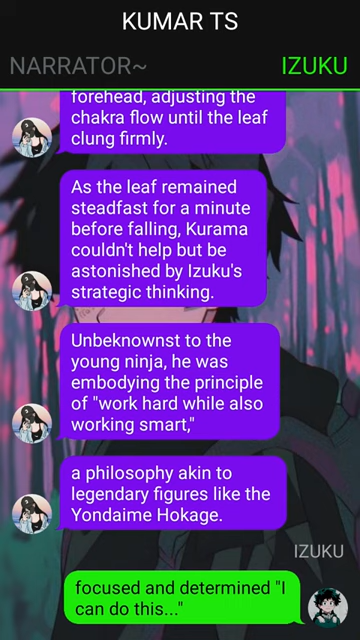 KUMAR TS
NARRATOR~
IZUKU
forehead, adjusting the
chakra flow until the leaf
clung firmly.
As the leaf remained
steadfast for a minute
before falling, Kurama
couldn't help but be
astonished by Izuku's
strategic thinking.
Unbeknownst to the
young ninja, he was
embodying the principle
of "work hard while also
working smart,"
a philosophy akin to
legendary figures like the
Yondaime Hokage.
IZUKU
focused and determined "I
can do this..."